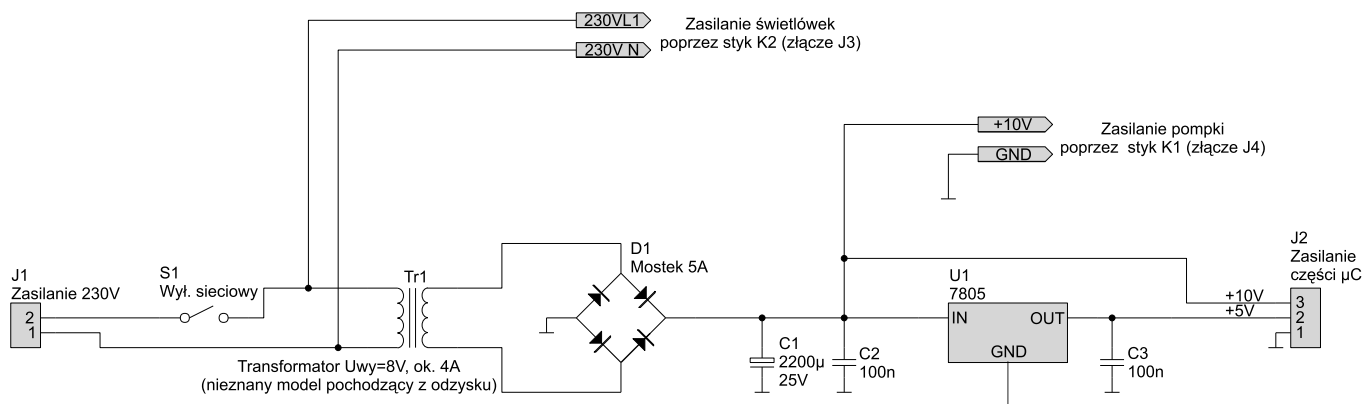 230VL1
230V N
Zasilanie świetlówek
poprzez styk K2 (złącze J3)
+10V
GND
Zasilanie pompki
poprzez styk K1 (złącze J4)
J1
Zasilanie 230V
2
1
S1
Wył. sieciowy
Tr1
Transformator Uwy=8V, ok. 4A
(nieznany model pochodzący z odzysku)
D1
Mostek 5A
C1
2200µ
25V
C2
100n
U1
7805
IN
OUT
GND
C3
100n
J2
Zasilanie
części µC
+10V
+5V
3
2
1